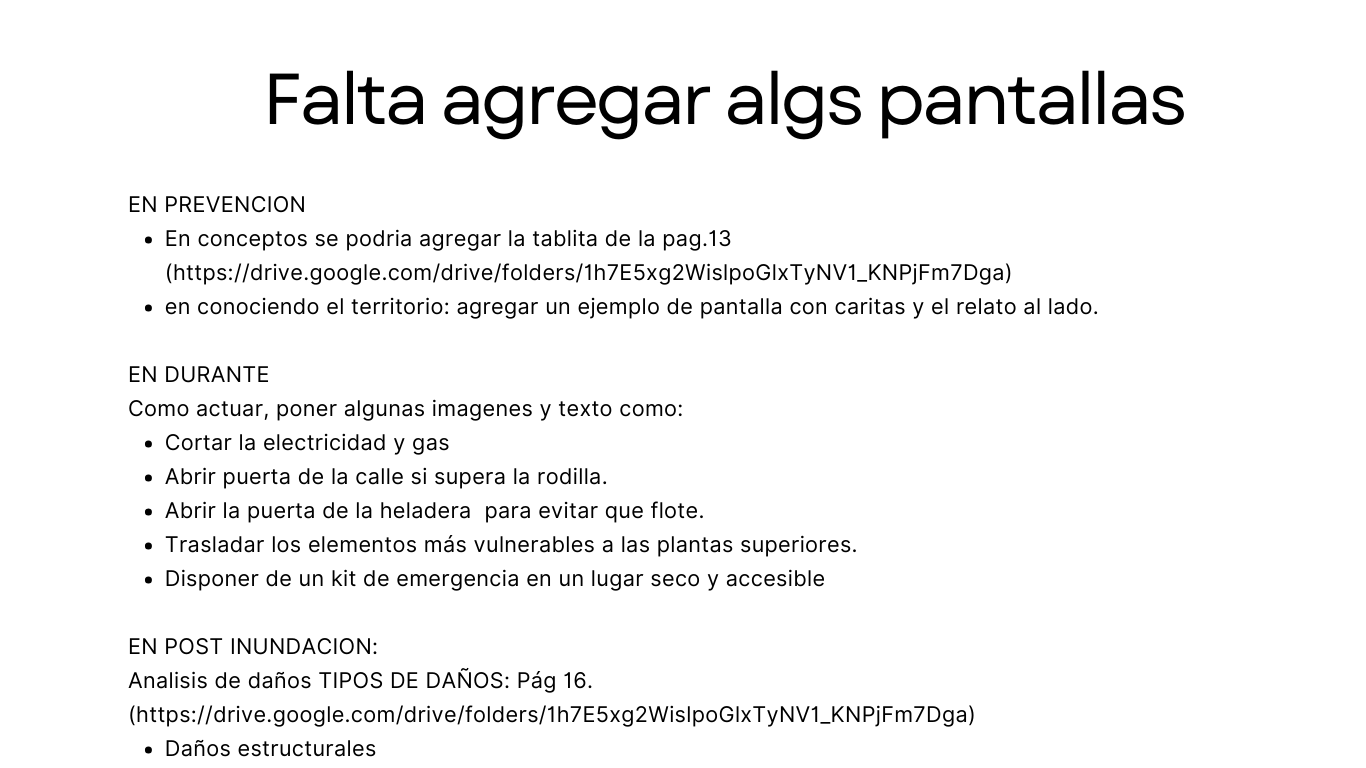 Falta agregar algs pantallas
EN PREVENCION
• En conceptos se podria agregar la tablita de la pag.13
(https://drive.google.com/drive/folders/1h7E5xg2WislpoGlxTyNV1_KNPjFm7Dga)
• en conociendo el territorio: agregar un ejemplo de pantalla con caritas y el relato al lado.
EN DURANTE
Como actuar, poner algunas imagenes y texto como:
• Cortar la electricidad y gas
• Abrir puerta de la calle si supera la rodilla.
• Abrir la puerta de la heladera  para evitar que flote.
• Trasladar los elementos más vulnerables a las plantas superiores.
• Disponer de un kit de emergencia en un lugar seco y accesible
EN POST INUNDACION:
Analisis de daños TIPOS DE DAÑOS: Pág 16.
(https://drive.google.com/drive/folders/1h7E5xg2WislpoGlxTyNV1_KNPjFm7Dga)
• Daños estructurales